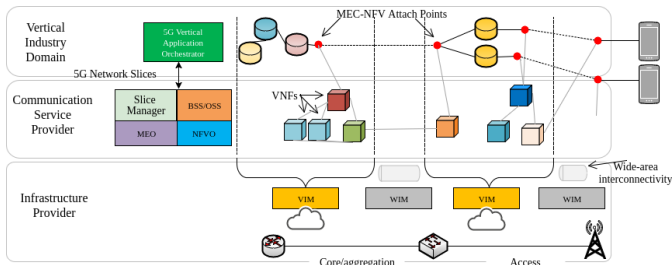 MEC-NFV Attach Points
Vertical
Industry
Domain
5G Vertical
Application
Orchestrator
5G Network Slices
Communication
Service
Provider
Slice
Manager
BSS/OSS
MEO
NFVO
VNFs
Wide-area
interconnectivity
Infrastructure
Provider
VIM
WIM
VIM
WIM
Core/aggregation
Access